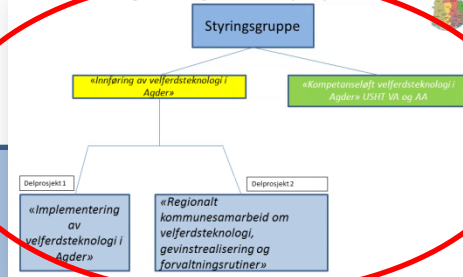 Styringsgruppe
«Innføring av velferdsteknologi i
Agder»
«Kompetanseløft velferdsteknologi i
Agder» USHT VA og AA
Delprosjekt 1
Delprosjekt 2
«Implementering
av
velferdsteknologi i
Agder»
«Regionalt
kommunesamarbeid om
velferdsteknologi,
gevinstrealisering og
forvaltningsrutiner»